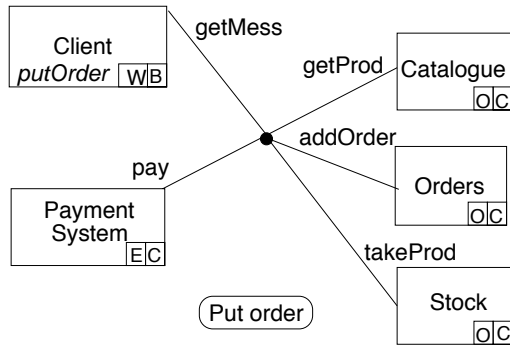 Client
putOrder
W B
getMess
getProd
Catalogue
O C
addOrder
Orders
O C
pay
Payment
System
E C
takeProd
Stock
O C
Put order